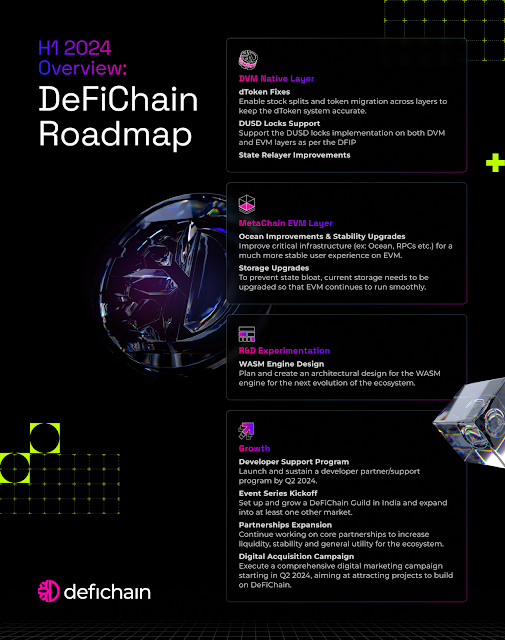 H1 2024
Overview:
DeFiChain
Roadmap
DVM Native Layer
dToken Fixes
Enable stock splits and token migration across layers to
keep the dToken system accurate.
DUSD Locks Support
Support the DUSD locks implementation on both DVM
and EVM layers as per the DFIP
State Relayer Improvements
MetaChain EVM Layer
Ocean Improvements & Stability Upgrades
Improve critical infrastructure (ex: Ocean, RPCs etc.) for a
much more stable user experience on EVM.
Storage Upgrades
To prevent state bloat, current storage needs to be
upgraded so that EVM continues to run smoothly.
R&D Experimentation
WASM Engine Design
Plan and create an architectural design for the WASM
engine for the next evolution of the ecosystem.
Growth
Developer Support Program
Launch and sustain a developer partner/support
program by Q2 2024.
Event Series Kickoff
Set up and grow a DeFiChain Guild in India and expand
into at least one other market.
Partnerships Expansion
Continue working on core partnerships to increase
liquidity, stability and general utility for the ecosystem.
Digital Acquisition Campaign
Execute a comprehensive digital marketing campaign
starting in Q2 2024, aiming at attracting projects to build
on DeFiChain.
defichain